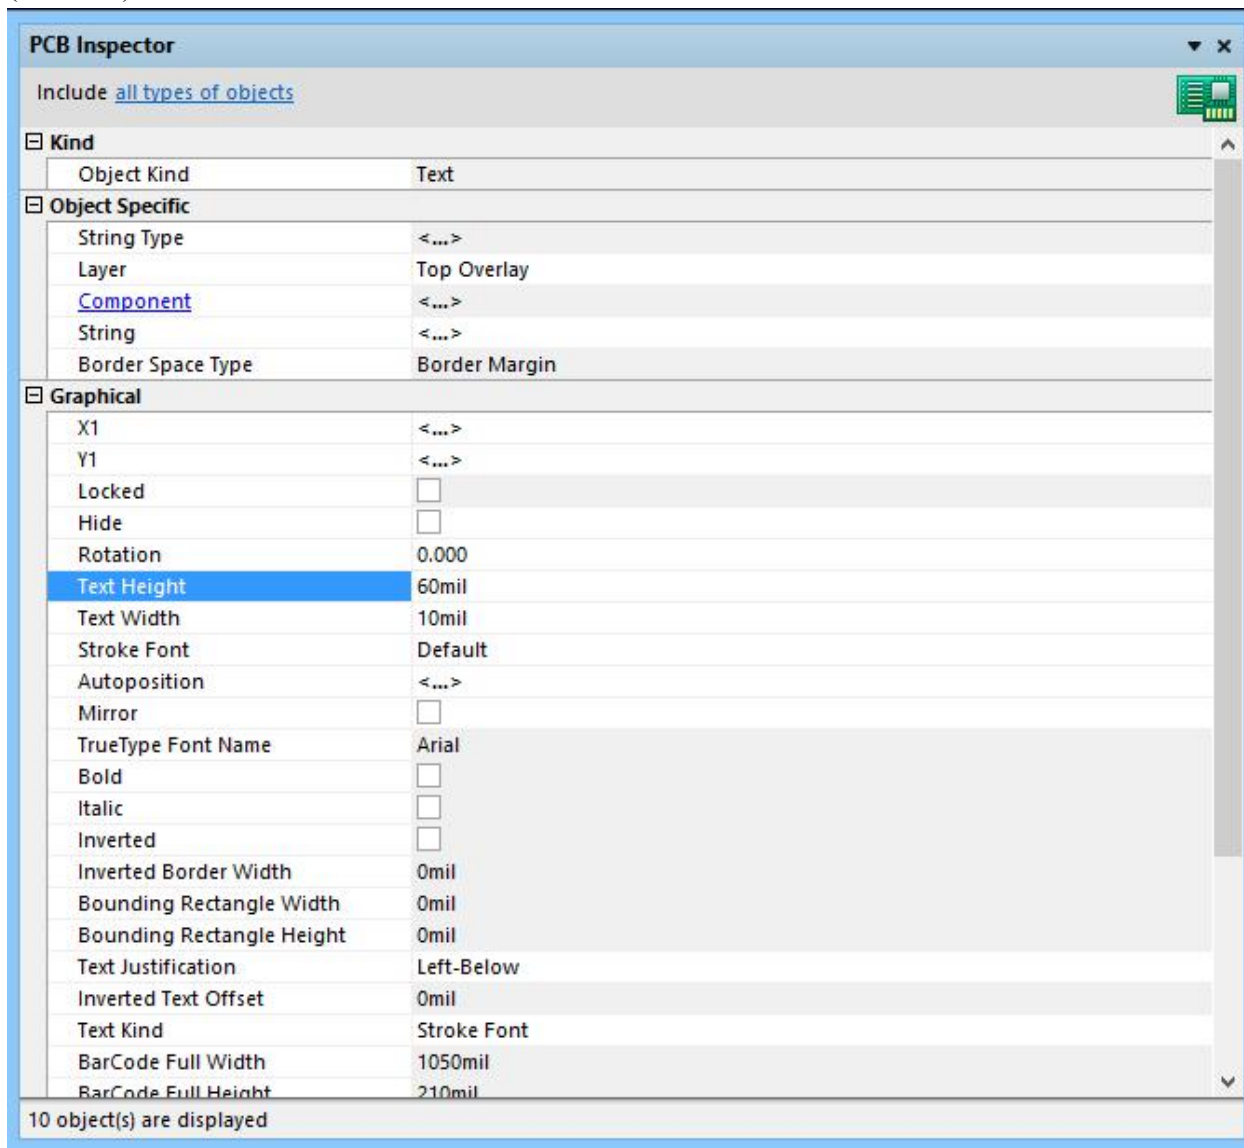 PCB Inspector
Include all types of objects
Kind
Object Kind Text
Object Specific
String Type <...>
Layer Top Overlay
Component <...>
String <...>
Border Space Type Border Margin
Graphical
X1 <...>
Y1 <...>
Locked
Hide
Rotation 0.000
Text Height 60mil
Text Width 10mil
Stroke Font Default
Autoposition <...>
Mirror
TrueType Font Name Arial
Bold
Italic
Inverted
Inverted Border Width 0mil
Bounding Rectangle Width 0mil
Bounding Rectangle Height 0mil
Text Justification Left-Below
Inverted Text Offset 0mil
Text Kind Stroke Font
BarCode Full Width 1050mil
BarCode Full Height 210mil
10 object(s) are displayed